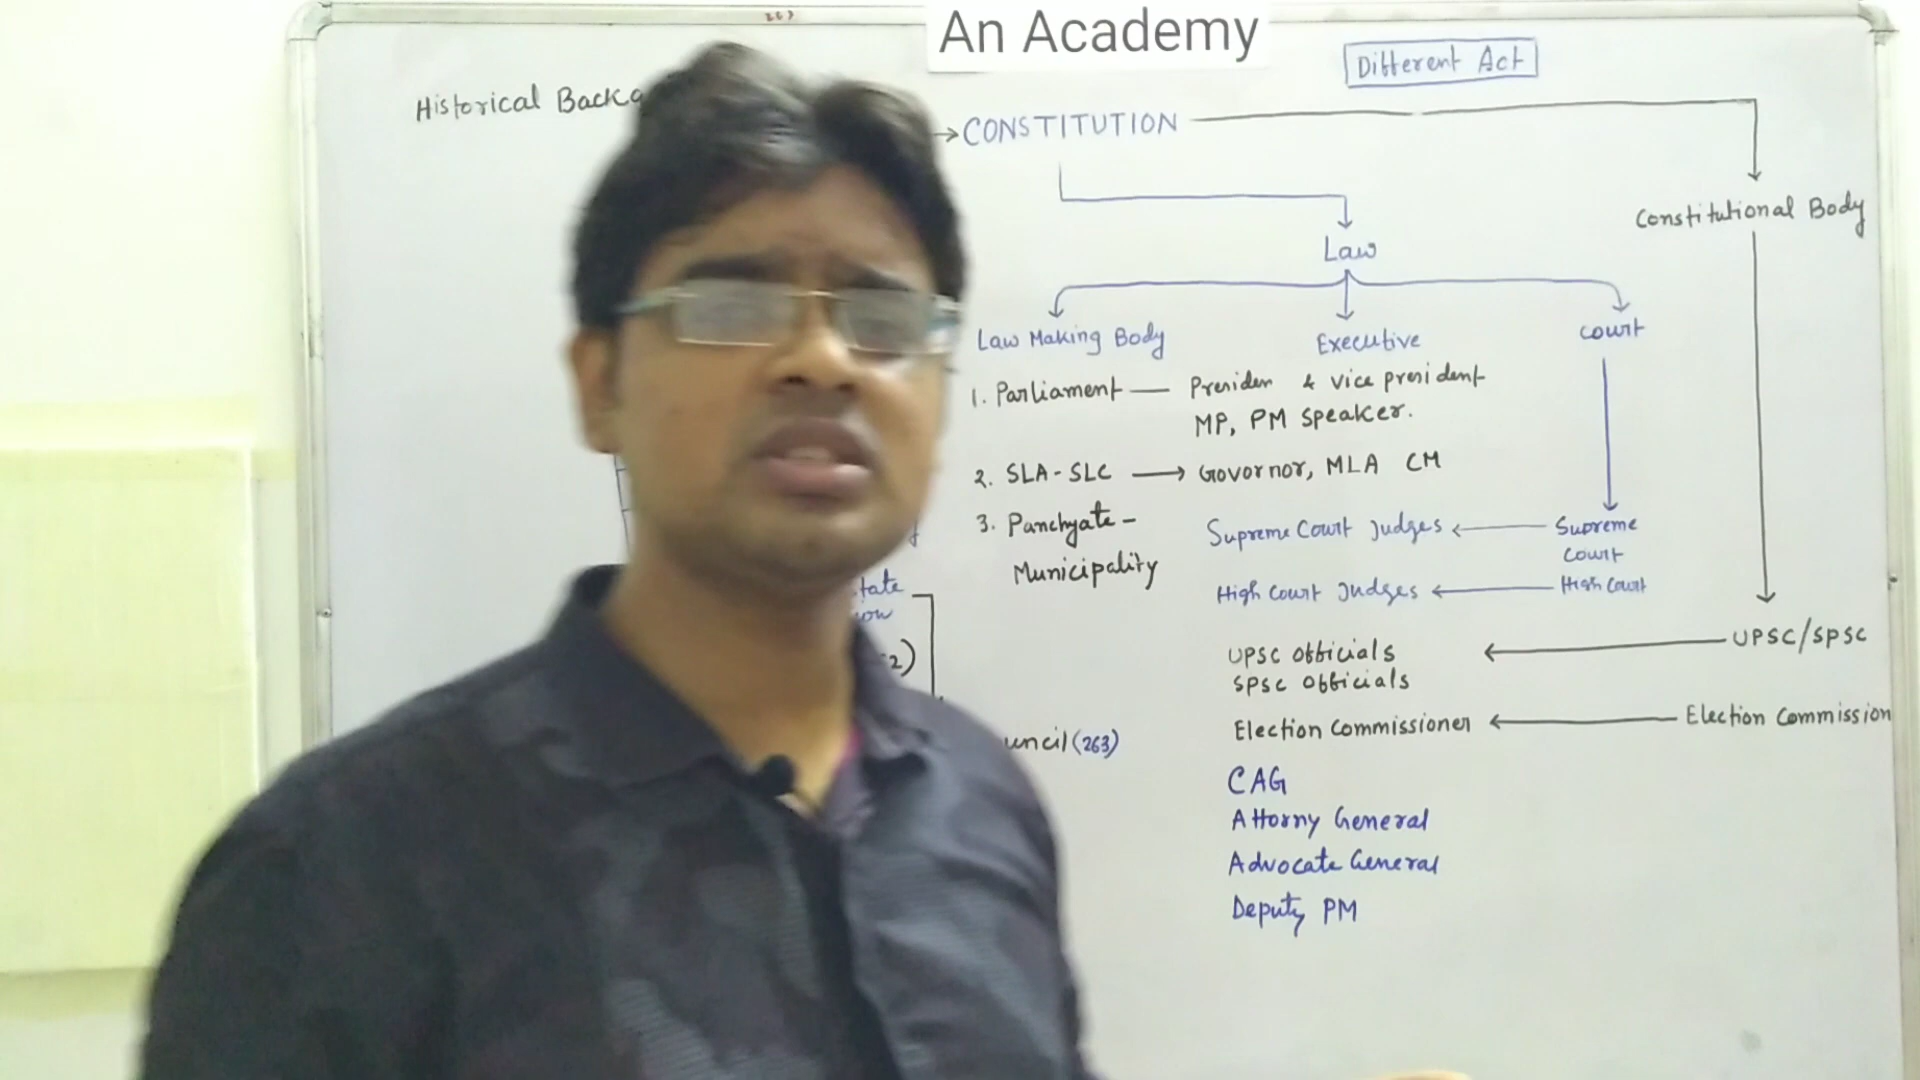 An Academy
263
Different Act
Historical Backg
CONSTITUTION
Constitutional Body
Law
Law Making Body
Executive
Court
1. Parliament — Presiden & Vice president
MP, PM Speaker.
2. SLA - SLC → Governor, MLA CM
3. Panchyate -
Municipality
Supreme Court Judges ← Supreme
Court
High Court Judges ← High Court
UPSC Officials ← UPSC/SPSC
SPSC Officials
Election Commissioner ← Election Commission
uncil (263)
CAG
Attorny General
Advocate General
Deputy PM